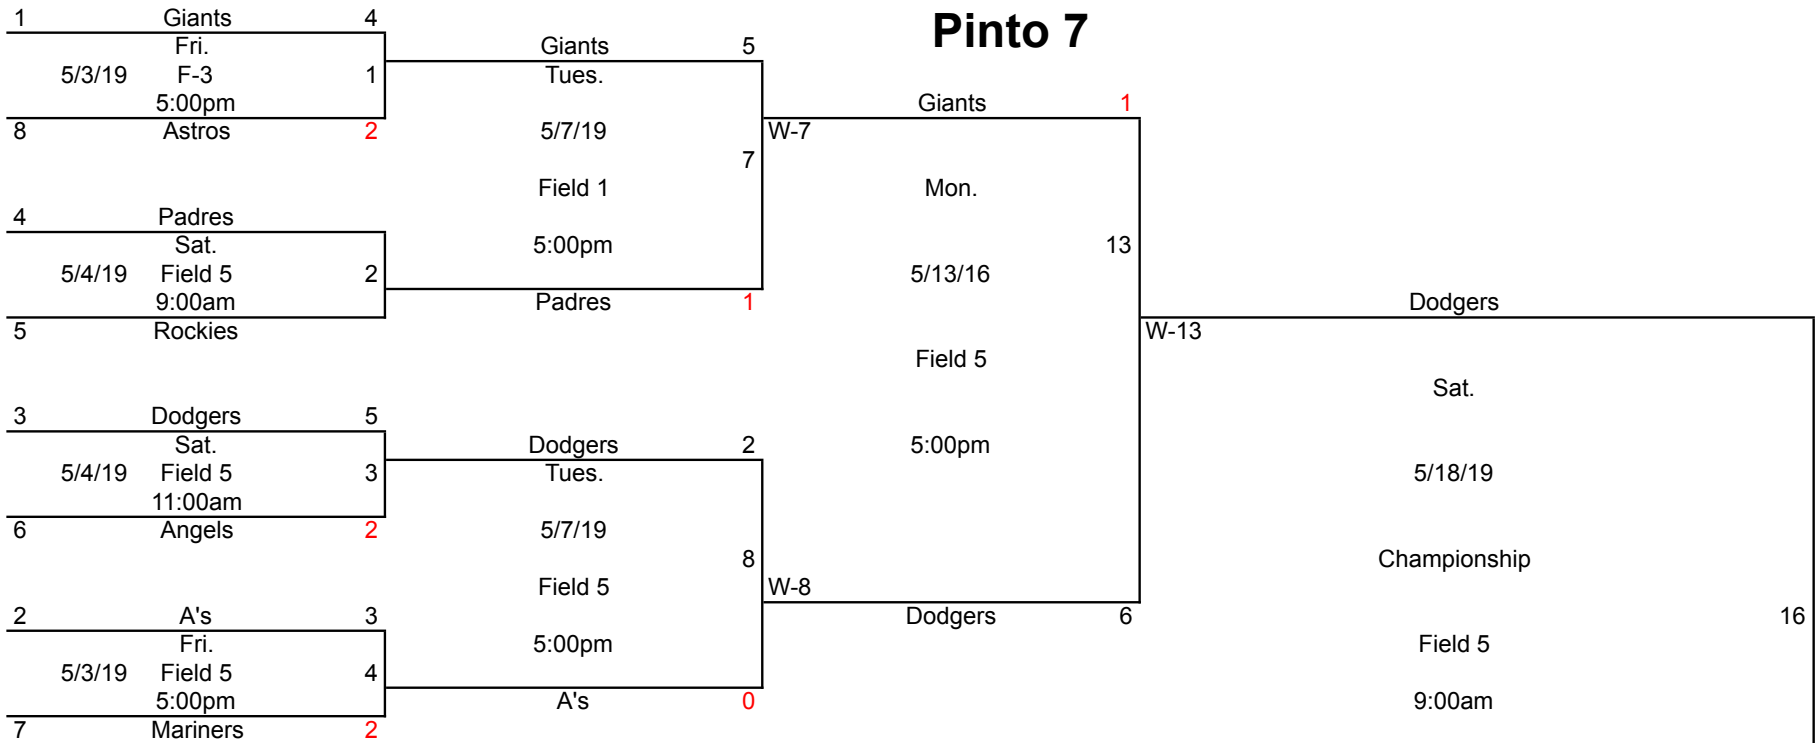 Pinto 7
1 Giants 4
Fri.
5/3/19 F-3 1
5:00pm
8 Astros 2
4 Padres
Sat.
5/4/19 Field 5 2
9:00am
5 Rockies
3 Dodgers 5
Sat.
5/4/19 Field 5 3
11:00am
6 Angels 2
2 A's 3
Fri.
5/3/19 Field 5 4
5:00pm
7 Mariners 2
Giants 5
Tues.
5/7/19
7
Field 1
5:00pm
Padres 1
Dodgers 2
Tues.
5/7/19
8
Field 5
5:00pm
A's 0
Giants 1
W-7
Mon.
13
5/13/16
Field 5
5:00pm
W-8
Dodgers 6
Dodgers
W-13
Sat.
5/18/19
Championship
16
Field 5
9:00am